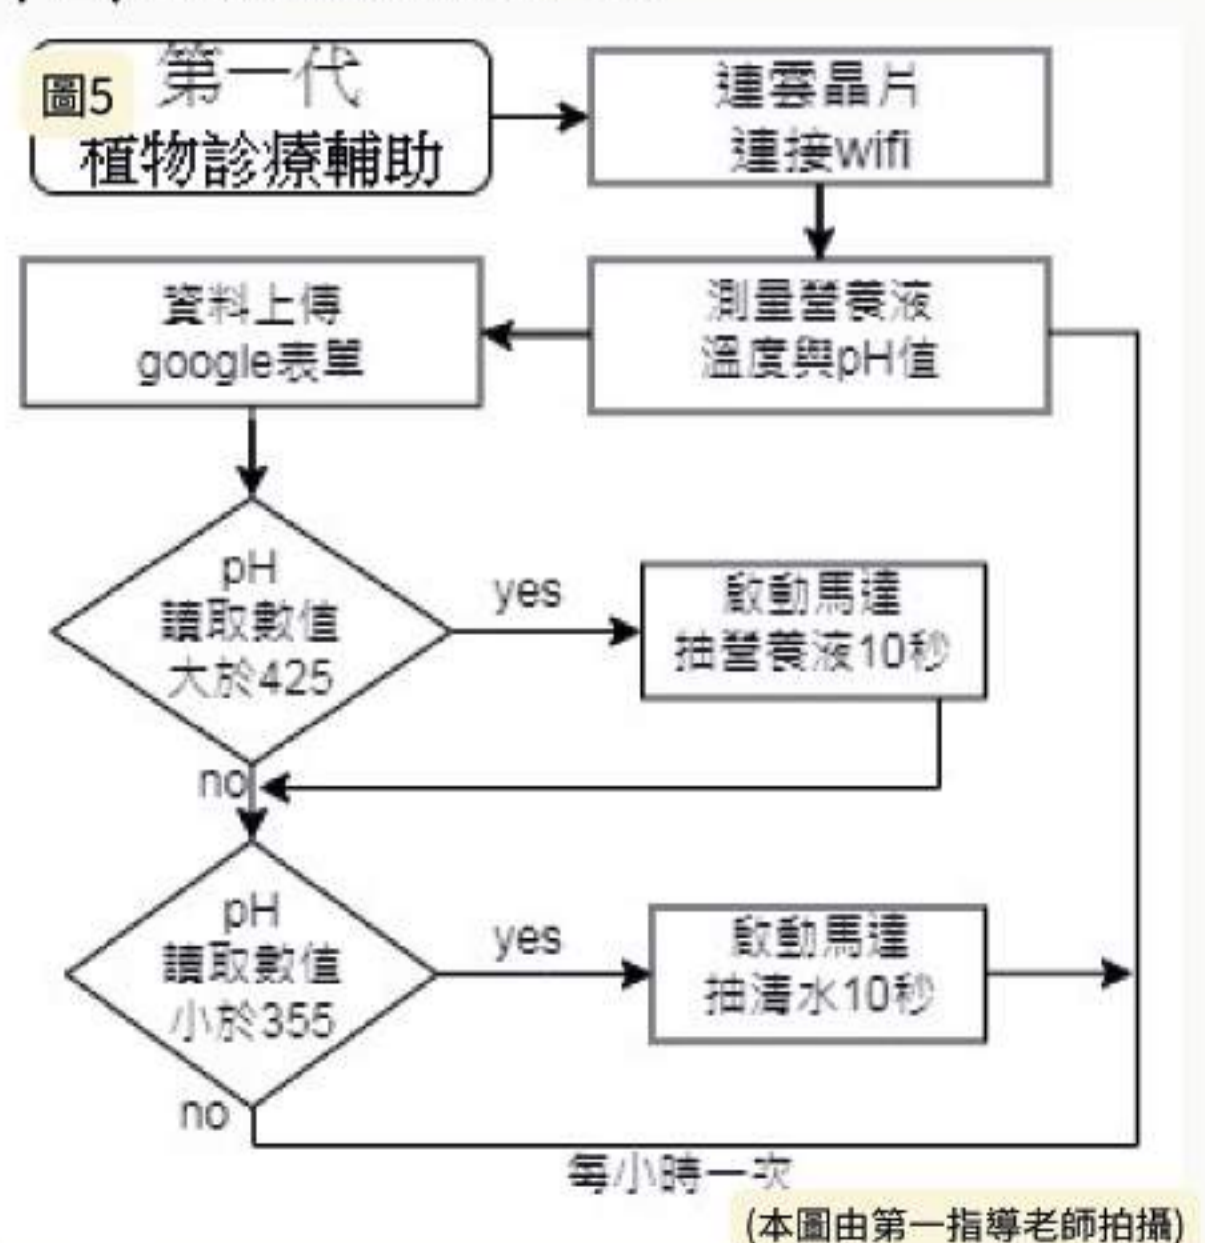 圖5
第一代
植物診療輔助
連雲晶片
連接wifi
測量營養液
溫度與pH值
資料上傳
google表單
pH
讀取數值
大於425
yes
啟動馬達
抽營養液10秒
no
pH
讀取數值
小於355
yes
啟動馬達
抽清水10秒
no
每小時一次
(本圖由第一指導老師拍攝)